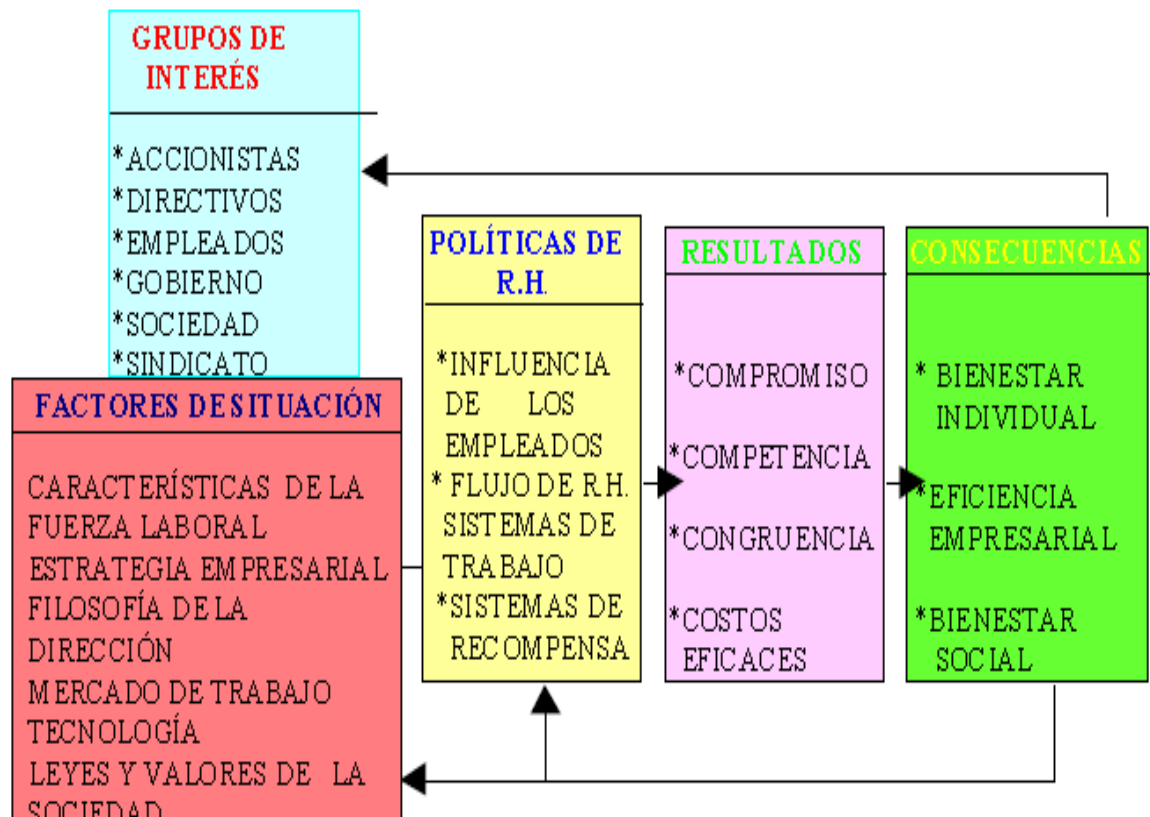 GRUPOS DE
INTERÉS
*ACCIONISTAS
*DIRECTIVOS
*EMPLEADOS
*GOBIERNO
*SOCIEDAD
*SINDICATO
FACTORES DE SITUACIÓN
CARACTERÍSTICAS DE LA
FUERZA LABORAL
ESTRATEGIA EMPRESARIAL
FILOSOFÍA DE LA
DIRECCIÓN
MERCADO DE TRABAJO
TECNOLOGÍA
LEYES Y VALORES DE LA
SOCIEDAD
POLÍTICAS DE
R.H.
*INFLUENCIA
DE LOS
EMPLEADOS
* FLUJO DE R.H.
SISTEMAS DE
TRABAJO
*SISTEMAS DE
RECOMPENSA
RESULTADOS
*COMPROMISO
*COMPETENCIA
*CONGRUENCIA
*COSTOS
EFICACES
CONSECUENCIAS
* BIENESTAR
INDIVIDUAL
*EFICIENCIA
EMPRESARIAL
*BIENESTAR
SOCIAL